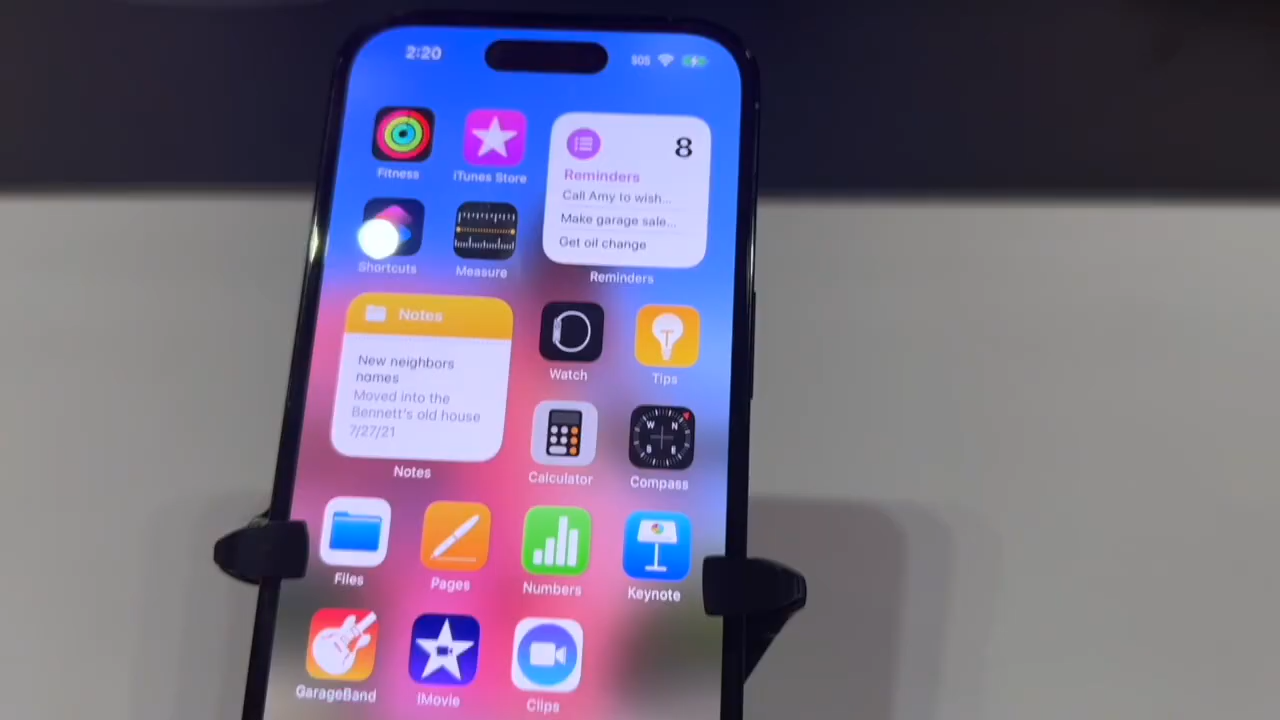 2:20
SOS
Fitness
iTunes Store
8
Reminders
Call Amy to wish...
Make garage sale...
Get oil change
Shortcuts
Measure
Reminders
Notes
New neighbors
names
Moved into the
Bennett's old house
7/27/21
Notes
Watch
Tips
Calculator
W N
Compass
Files
Pages
Numbers
Keynote
GarageBand
iMovie
Clips